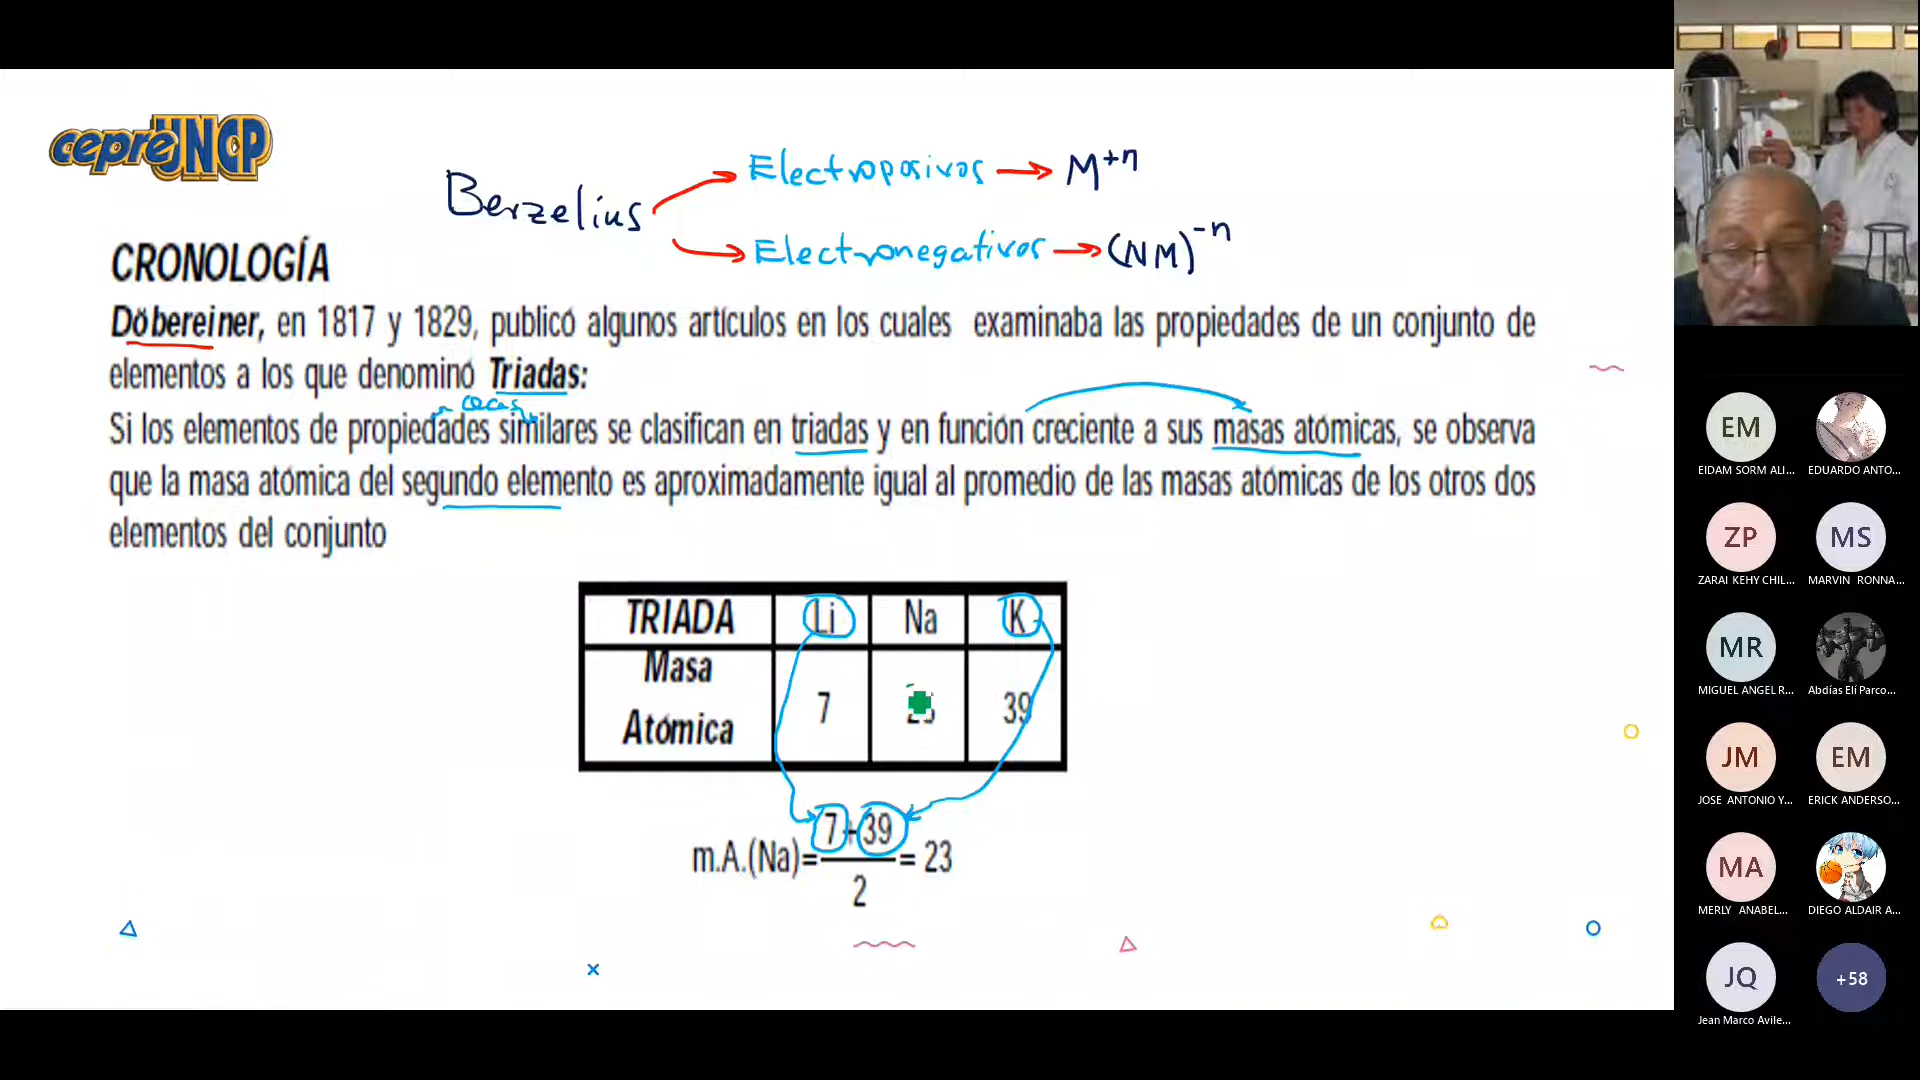 cepreUNCP
Berzelius
Electroposivos
M+n
Electronegativos
(NM)-n
CRONOLOGÍA
Döbereiner, en 1817 y 1829, publicó algunos artículos en los cuales examinaba las propiedades de un conjunto de
elementos a los que denominó Triadas:
Si los elementos de propiedades similares se clasifican en triadas y en función creciente a sus masas atómicas, se observa
que la masa atómica del segundo elemento es aproximadamente igual al promedio de las masas atómicas de los otros dos
elementos del conjunto
TRIADA Li Na K
Masa
Atómica 7 39
m.A.(Na)= 7+39 = 23
2
EM
EIDAM SORM ALI...
EDUARDO ANTO...
ZP MS
ZARAI KEHY CHIL...
MARVIN RONNA...
MR
MIGUEL ANGEL R...
Abdías Elí Parco...
JM EM
JOSE ANTONIO Y...
ERICK ANDERSO...
MA
MERLY ANABEL...
DIEGO ALDAIR A...
JQ +58
Jean Marco Avile...